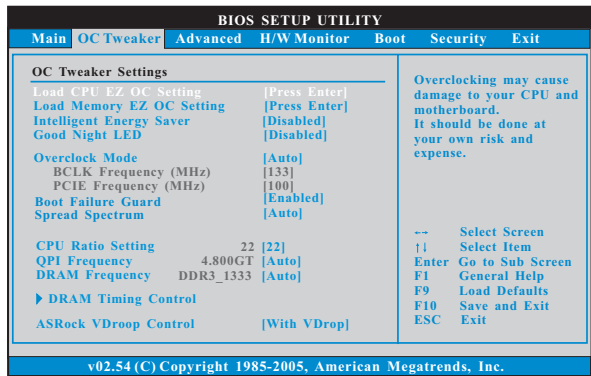 BIOS SETUP UTILITY
Main OC Tweaker Advanced H/W Monitor Boot Security Exit
OC Tweaker Settings
Load CPU EZ OC Setting [Press Enter]
Load Memory EZ OC Setting [Press Enter]
Intelligent Energy Saver [Disabled]
Good Night LED [Disabled]
Overclock Mode [Auto]
BCLK Frequency (MHz) [133]
PCIE Frequency (MHz) [100]
Boot Failure Guard [Enabled]
Spread Spectrum [Auto]
CPU Ratio Setting 22 [22]
QPI Frequency 4.800GT [Auto]
DRAM Frequency DDR3_1333 [Auto]
DRAM Timing Control
ASRock VDroop Control [With VDrop]
Overclocking may cause
damage to your CPU and
motherboard.
It should be done at
your own risk and
expense.
←→ Select Screen
↑↓ Select Item
Enter Go to Sub Screen
F1 General Help
F9 Load Defaults
F10 Save and Exit
ESC Exit
v02.54 (C) Copyright 1985-2005, American Megatrends, Inc.